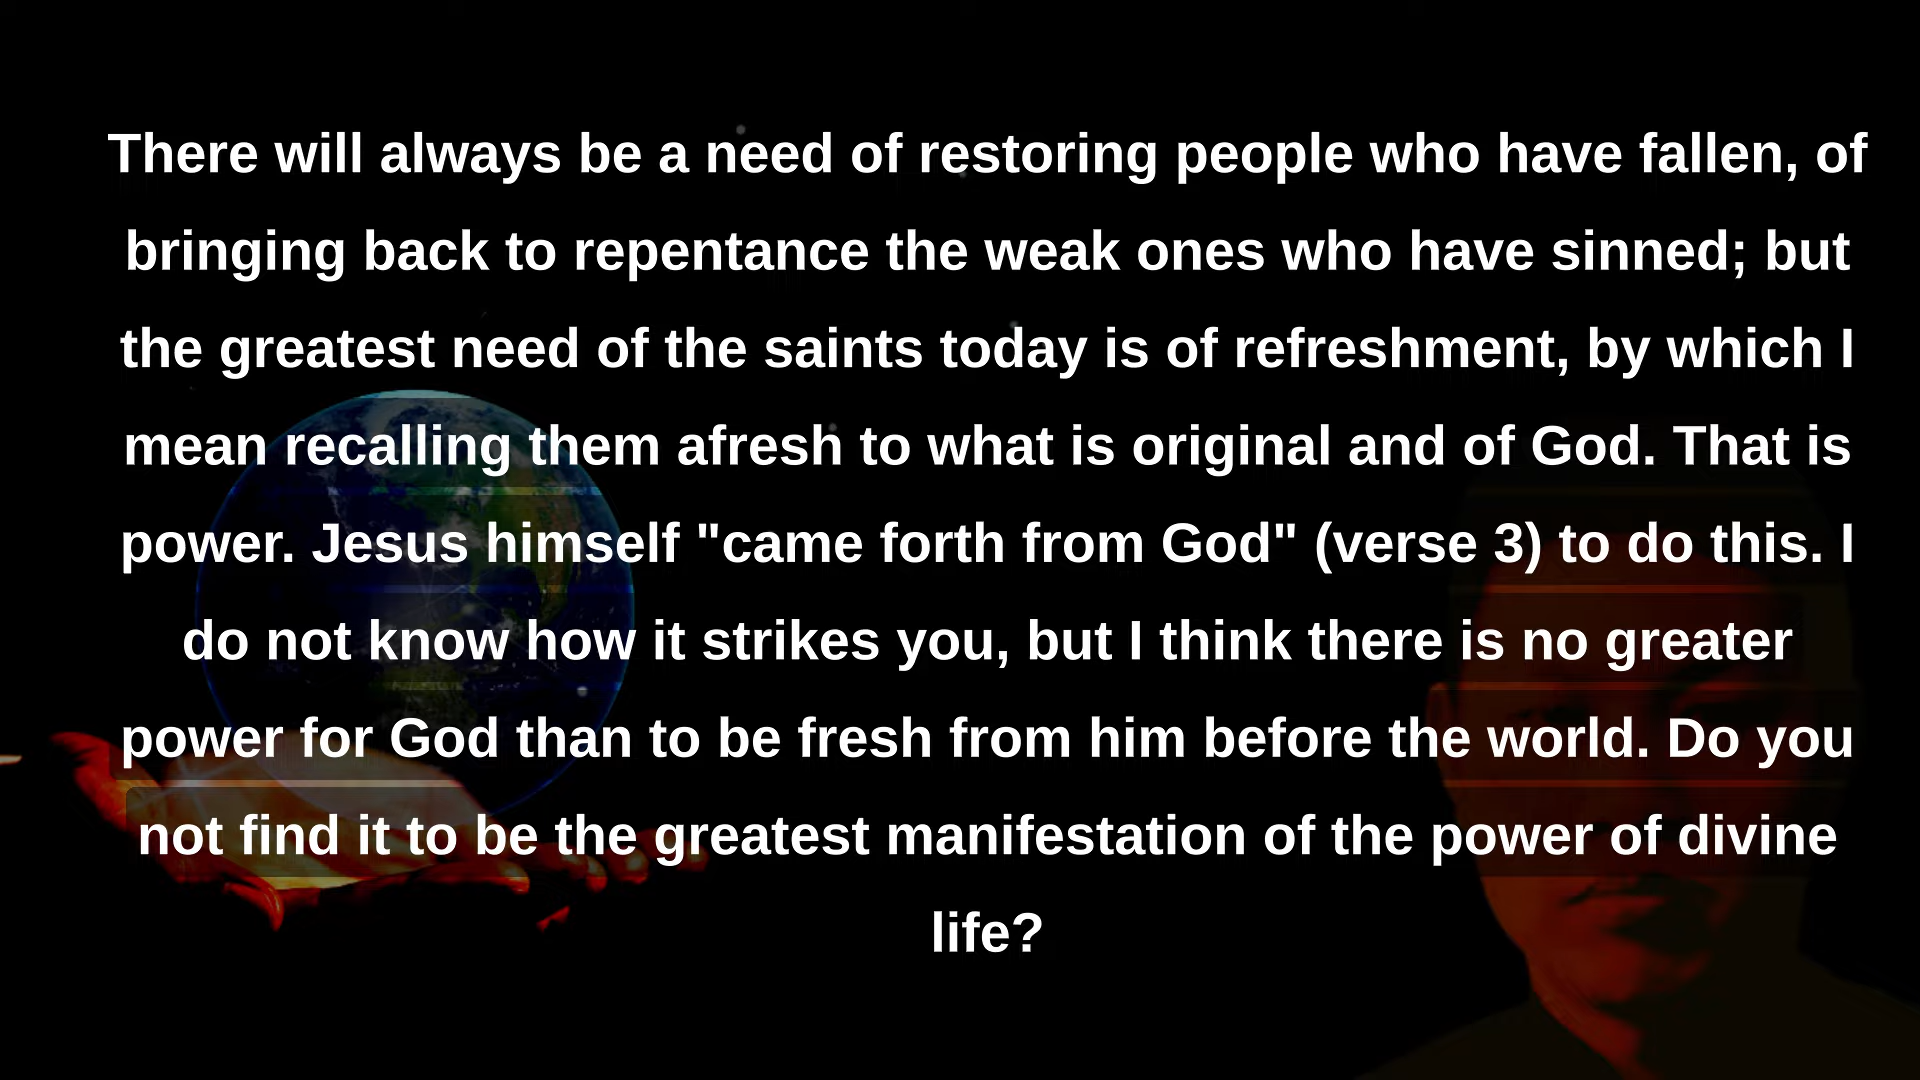 There will always be a need of restoring people who have fallen, of
bringing back to repentance the weak ones who have sinned; but
the greatest need of the saints today is of refreshment, by which I
mean recalling them afresh to what is original and of God. That is
power. Jesus himself "came forth from God" (verse 3) to do this. I
do not know how it strikes you, but I think there is no greater
power for God than to be fresh from him before the world. Do you
not find it to be the greatest manifestation of the power of divine
life?